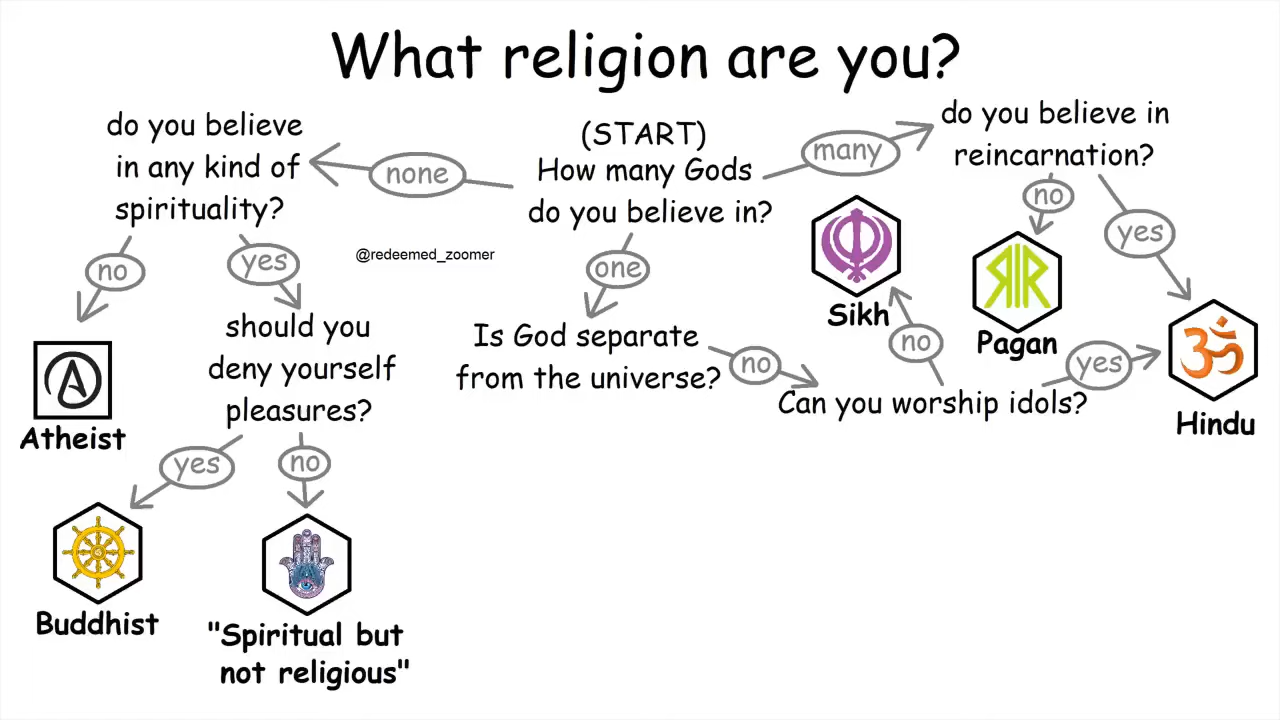 What religion are you?
do you believe
in any kind of
spirituality?
none
(START)
How many Gods
do you believe in?
many
do you believe in
reincarnation?
no
yes
@redeemed_zoomer
no
yes
one
Sikh
Pagan
should you
deny yourself
pleasures?
Is God separate
from the universe?
no
no
yes
Can you worship idols?
Hindu
Atheist
yes
no
Buddhist
"Spiritual but
not religious"